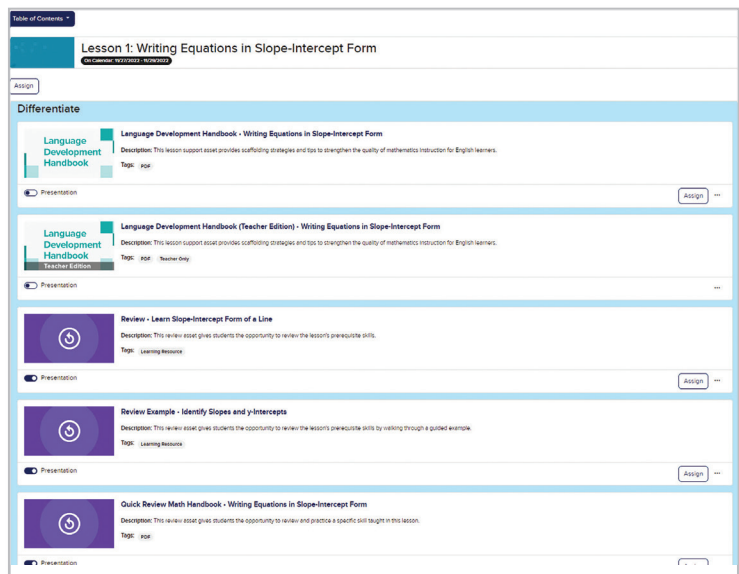 Table of Contents
Lesson 1: Writing Equations in Slope-Intercept Form
On Calendar: 11/27/2022 - 11/29/2022
Assign
Differentiate
Language
Development
Handbook
Language Development Handbook - Writing Equations in Slope-Intercept Form
Description: This lesson support asset provides scaffolding strategies and tips to strengthen the quality of mathematics instruction for English learners.
Tags: PDF
Presentation
Assign
Language
Development
Handbook
Teacher Edition
Language Development Handbook (Teacher Edition) - Writing Equations in Slope-Intercept Form
Description: This lesson support asset provides scaffolding strategies and tips to strengthen the quality of mathematics instruction for English learners.
Tags: PDF Teacher Only
Presentation
Review - Learn Slope-Intercept Form of a Line
Description: This review asset gives students the opportunity to review the lesson's prerequisite skills.
Tags: Learning Resource
Presentation
Assign
Review Example - Identify Slopes and y-Intercepts
Description: This review asset gives students the opportunity to review the lesson's prerequisite skills by walking through a guided example.
Tags: Learning Resource
Presentation
Assign
Quick Review Math Handbook - Writing Equations in Slope-Intercept Form
Description: This review asset gives students the opportunity to review and practice a specific skill taught in this lesson.
Tags: PDF
Presentation